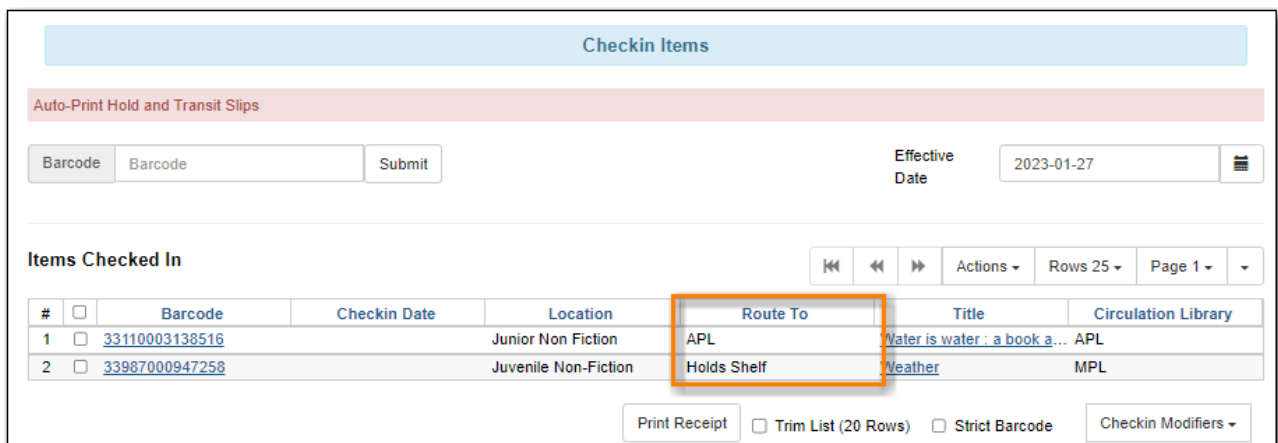 Checkin Items
Auto-Print Hold and Transit Slips
Barcode Barcode Submit Effective Date 2023-01-27
Items Checked In Actions Rows 25 Page 1
# Barcode Checkin Date Location Route To Title Circulation Library
1 33110003138516 Junior Non Fiction APL Water is water : a book a... APL
2 33987000947258 Juvenile Non-Fiction Holds Shelf Weather MPL
Print Receipt Trim List (20 Rows) Strict Barcode Checkin Modifiers